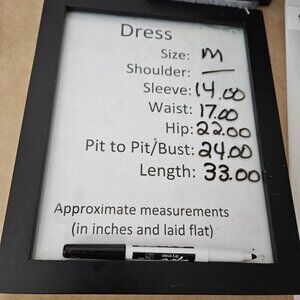 Dress
Size: M
Shoulder: —
Sleeve: 14.00
Waist: 17.00
Hip: 22.00
Pit to Pit/Bust: 24.00
Length: 33.00
Approximate measurements
(in inches and laid flat)